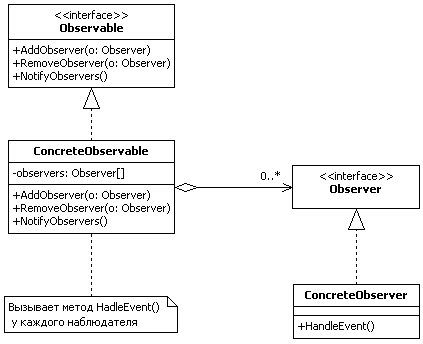 <<interface>>
Observable
+AddObserver(o: Observer)
+RemoveObserver(o: Observer)
+NotifyObservers()
ConcreteObservable
-observers: Observer[]
+AddObserver(o: Observer)
+RemoveObserver(o: Observer)
+NotifyObservers()
0..*
<<interface>>
Observer
ConcreteObserver
+HandleEvent()
Вызывает метод HadleEvent()
у каждого наблюдателя